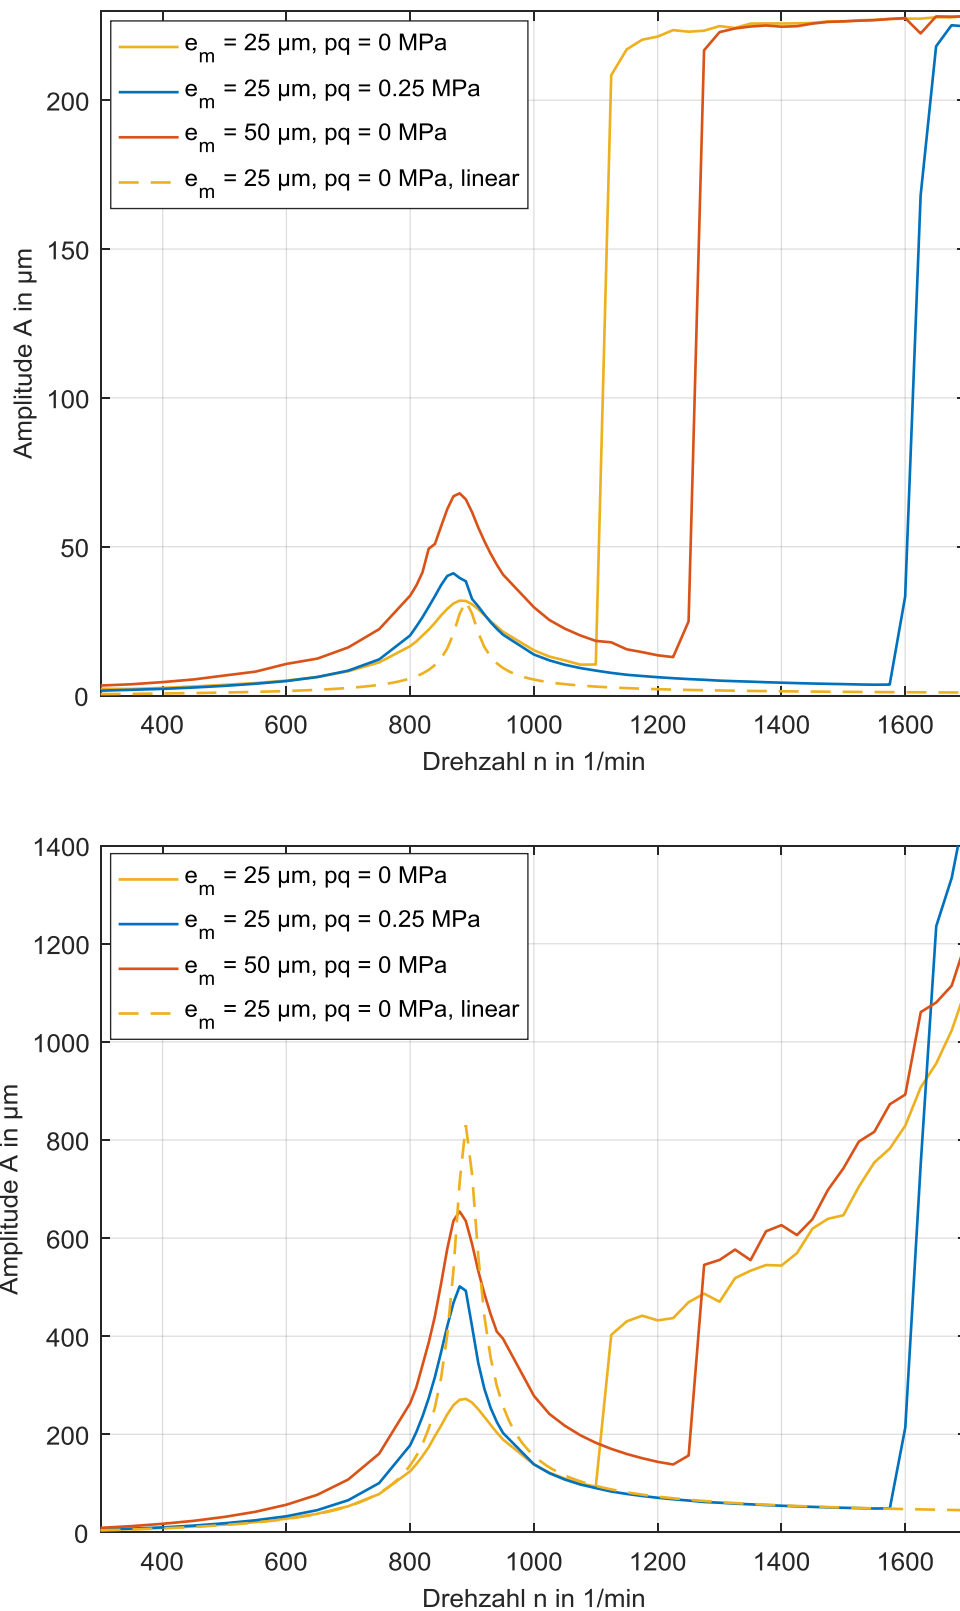 e_m = 25 µm, pq = 0 MPa
e_m = 25 µm, pq = 0.25 MPa
e_m = 50 µm, pq = 0 MPa
e_m = 25 µm, pq = 0 MPa, linear
200
150
100
50
0
Amplitude A in µm
400 600 800 1000 1200 1400 1600
Drehzahl n in 1/min
1400
1200
1000
800
600
400
200
0
e_m = 25 µm, pq = 0 MPa
e_m = 25 µm, pq = 0.25 MPa
e_m = 50 µm, pq = 0 MPa
e_m = 25 µm, pq = 0 MPa, linear
Amplitude A in µm
400 600 800 1000 1200 1400 1600
Drehzahl n in 1/min